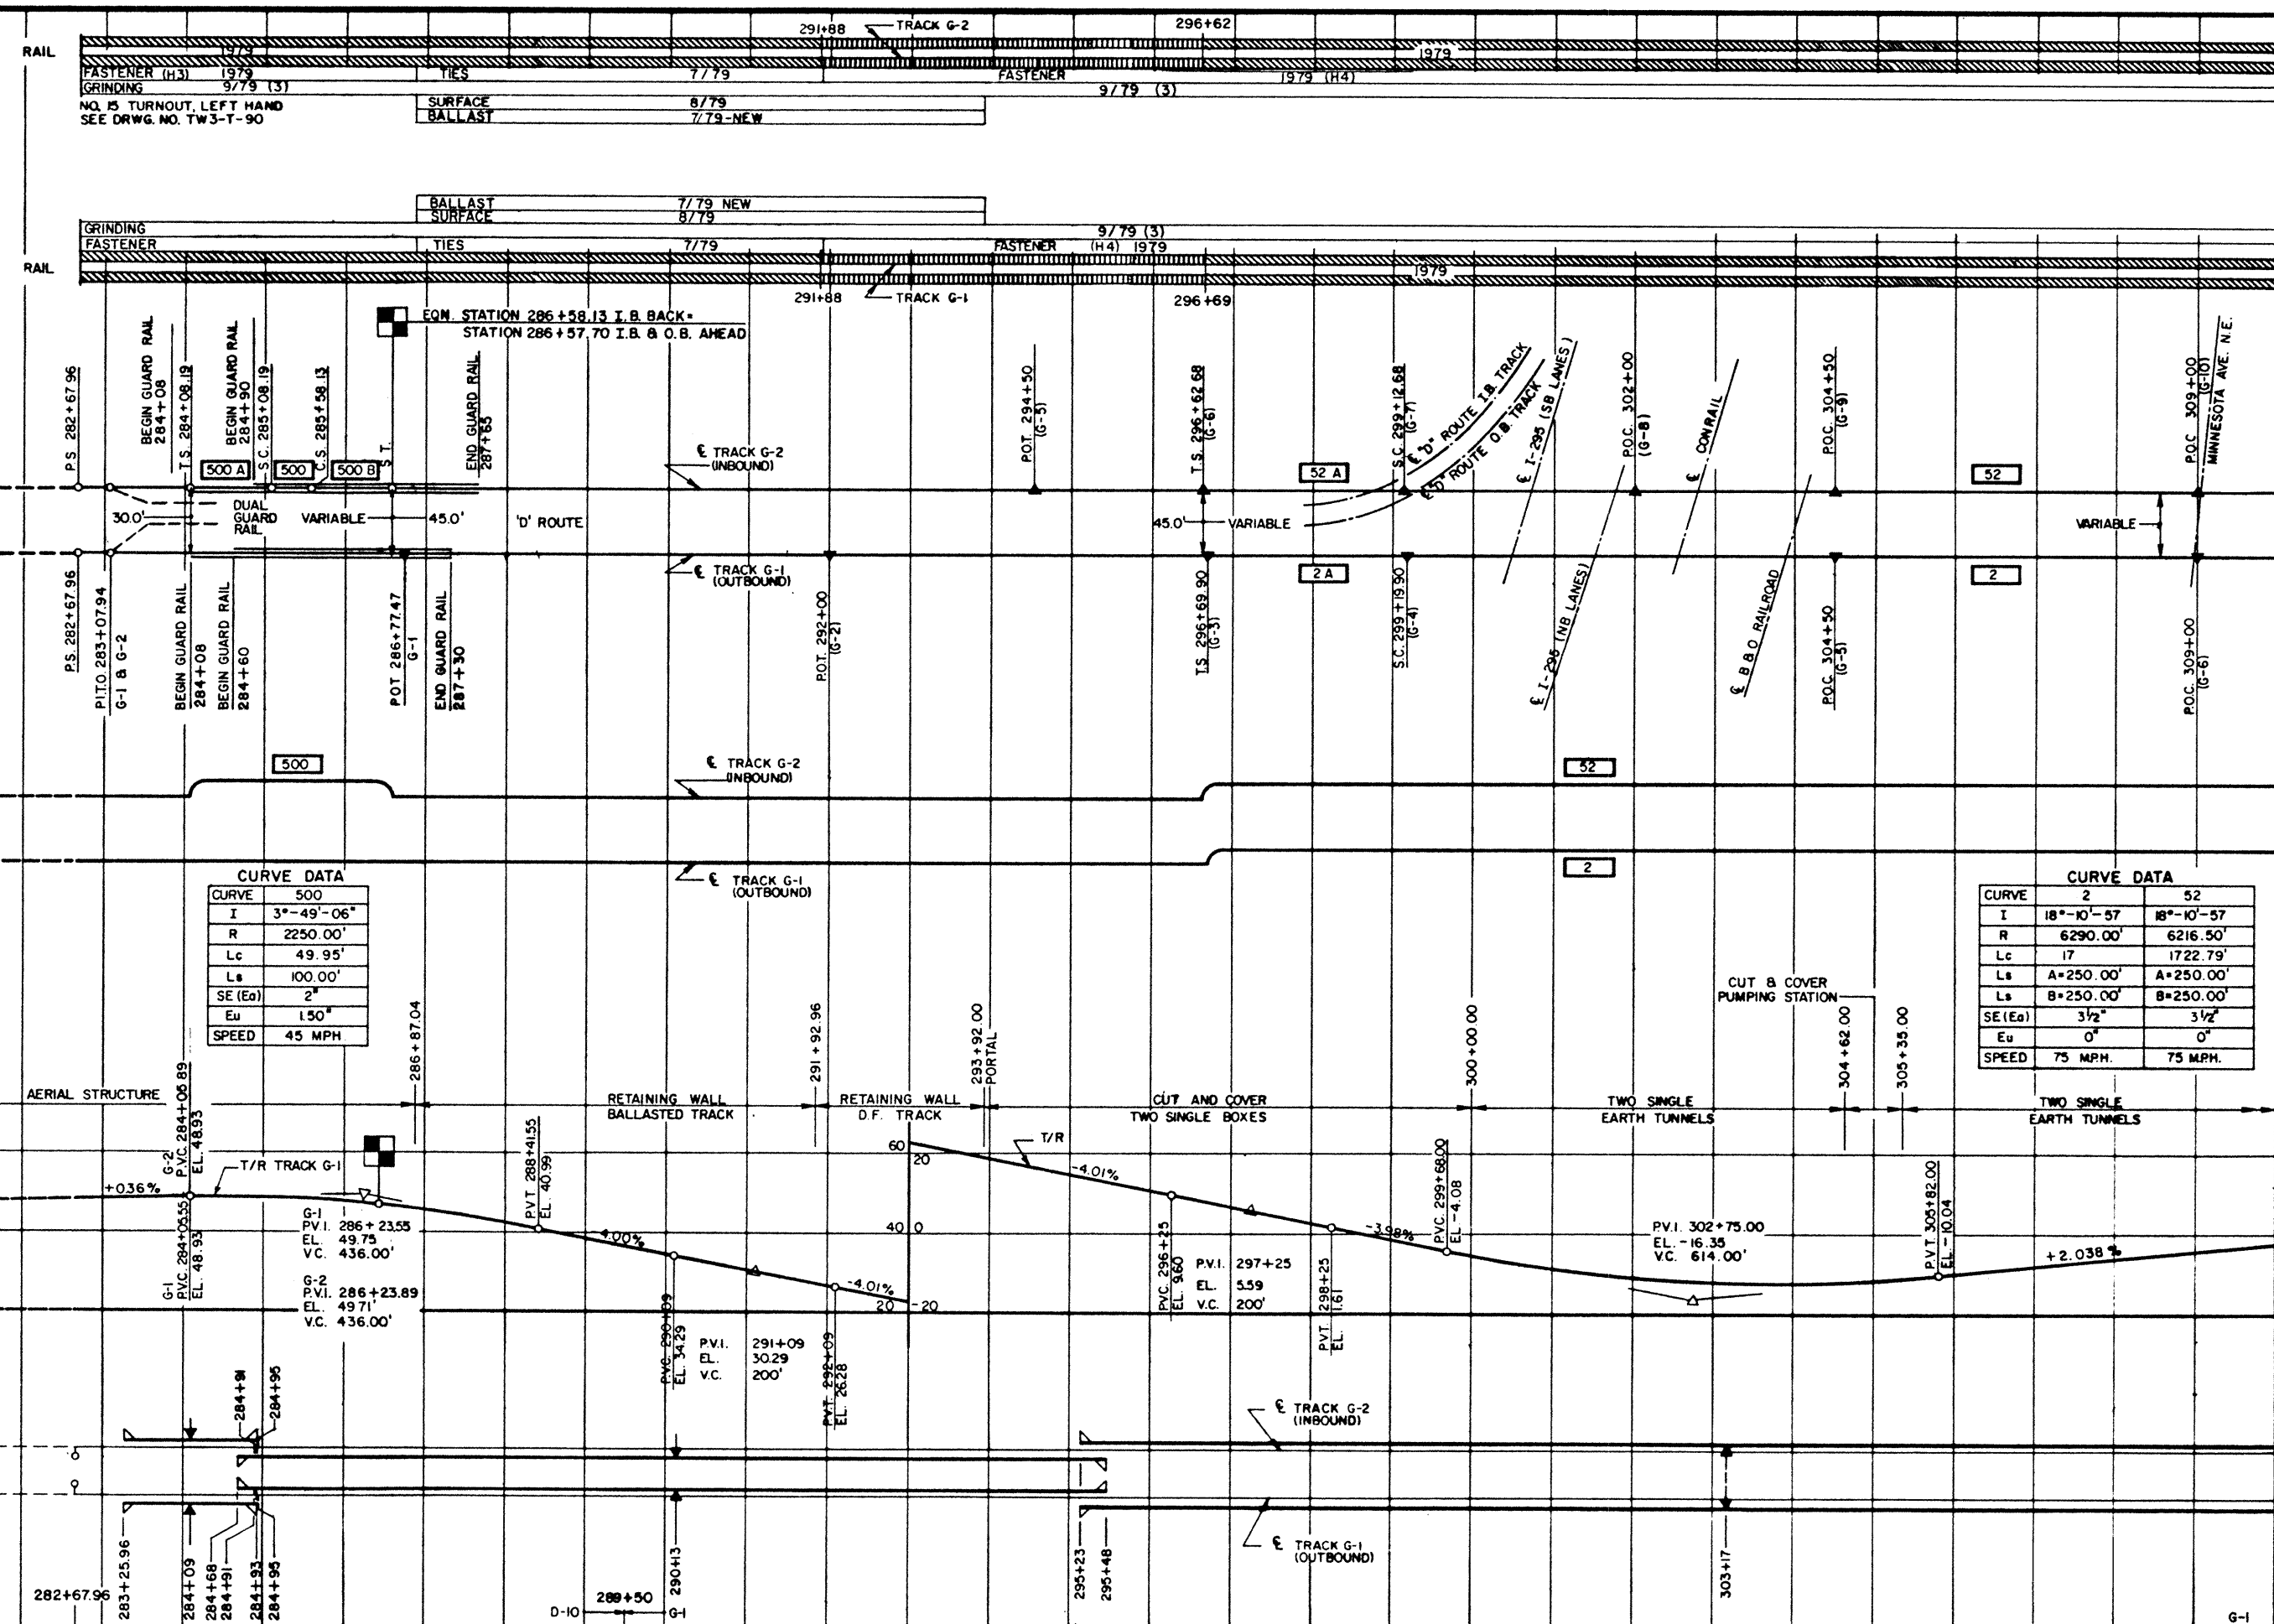 291+88
TRACK G-2
296+62
RAIL
1979
1979
FASTENER (H3) 1979
TIES 7/79
FASTENER 1979 (H4)
GRINDING 9/79 (3)
9/79 (3)
NO. 15 TURNOUT, LEFT HAND
SEE DRWG. NO. TW3-T-90
SURFACE 8/79
BALLAST 7/79-NEW
BALLAST 7/79 NEW
SURFACE 8/79
GRINDING
9/79 (3)
FASTENER
TIES 7/79
FASTENER (H4) 1979
RAIL
1979
291+88
TRACK G-1
296+69
EQN. STATION 286+58.13 I.B. BACK=
STATION 286+57.70 I.B. & O.B. AHEAD
P.S. 282+67.96
BEGIN GUARD RAIL
284+08
T.S. 284+08.19
BEGIN GUARD RAIL
284+90
S.C. 285+08.19
C.S. 285+58.13
S.T.
END GUARD RAIL
287+65
500 A
500
500 B
℄ TRACK G-2
(INBOUND)
P.O.T. 294+50
(G-5)
T.S. 296+62.68
(G-6)
52 A
S.C. 299+12.68
(G-7)
℄ "D" ROUTE I.B. TRACK
℄ "D" ROUTE O.B. TRACK
℄ I-295 (SB LANES)
P.O.C. 302+00
(G-8)
℄ CONRAIL
P.O.C. 304+50
(G-9)
52
P.O.C. 309+00
(G-10)
MINNESOTA AVE. N.E.
30.0'
DUAL
GUARD
RAIL
VARIABLE
45.0'
'D' ROUTE
45.0'
VARIABLE
VARIABLE
℄ TRACK G-1
(OUTBOUND)
2 A
2
P.S. 282+67.96
P.I.T.O. 283+07.94
G-1 & G-2
BEGIN GUARD RAIL
284+08
BEGIN GUARD RAIL
284+60
POT 286+77.47
G-1
END GUARD RAIL
287+30
P.O.T. 292+00
(G-2)
T.S. 296+69.90
(G-3)
S.C. 299+19.90
(G-4)
℄ I-295 (NB LANES)
℄ B & O RAILROAD
P.O.C. 304+50
(G-5)
P.O.C. 309+00
(G-6)
500
℄ TRACK G-2
(INBOUND)
52
℄ TRACK G-1
(OUTBOUND)
2
CURVE DATA
CURVE 500
I 3°-49'-06"
R 2250.00'
Lc 49.95'
Ls 100.00'
SE (Ea) 2"
Eu 1.50"
SPEED 45 MPH
CURVE DATA
CURVE 2 52
I 18°-10'-57 18°-10'-57
R 6290.00' 6216.50'
Lc 17 1722.79'
Ls A=250.00' A=250.00'
Ls B=250.00' B=250.00'
SE (Ea) 3 1/2" 3 1/2"
Eu 0" 0"
SPEED 75 M.P.H. 75 M.P.H.
CUT & COVER
PUMPING STATION
286+87.04
291+92.96
293+92.00
PORTAL
300+00.00
304+62.00
305+35.00
AERIAL STRUCTURE
RETAINING WALL
BALLASTED TRACK
RETAINING WALL
D.F. TRACK
CUT AND COVER
TWO SINGLE BOXES
TWO SINGLE
EARTH TUNNELS
TWO SINGLE
EARTH TUNNELS
G-2
P.V.C. 284+05.89
EL. 48.93
T/R TRACK G-1
+0.36%
G-1
P.V.C. 284+05.55
EL. 48.93
G-1
P.V.I. 286+23.55
EL. 49.75
V.C. 436.00'
G-2
P.V.I. 286+23.89
EL. 49.71'
V.C. 436.00'
P.V.T. 288+41.55
EL. 40.99
-4.00%
P.V.C. 290+09
EL. 34.29
P.V.I. 291+09
EL. 30.29
V.C. 200'
P.V.T. 292+09
EL. 26.28
-4.01%
60 20
40 0
20 -20
T/R
-4.01%
PVC. 296+25
EL. 9.60
P.V.I. 297+25
EL. 5.59
V.C. 200'
P.V.T. 298+25
EL. 1.61
-3.98%
PVC. 299+68.00
EL. -4.08
P.V.I. 302+75.00
EL. -16.35
V.C. 614.00'
P.V.T. 305+82.00
EL. -10.04
+2.038%
284+91
284+95
℄ TRACK G-2
(INBOUND)
℄ TRACK G-1
(OUTBOUND)
282+67.96
283+25.96
284+09
284+68
284+91
284+93
284+95
D-10
289+50
G-1
290+13
295+23
295+48
303+17
G-1